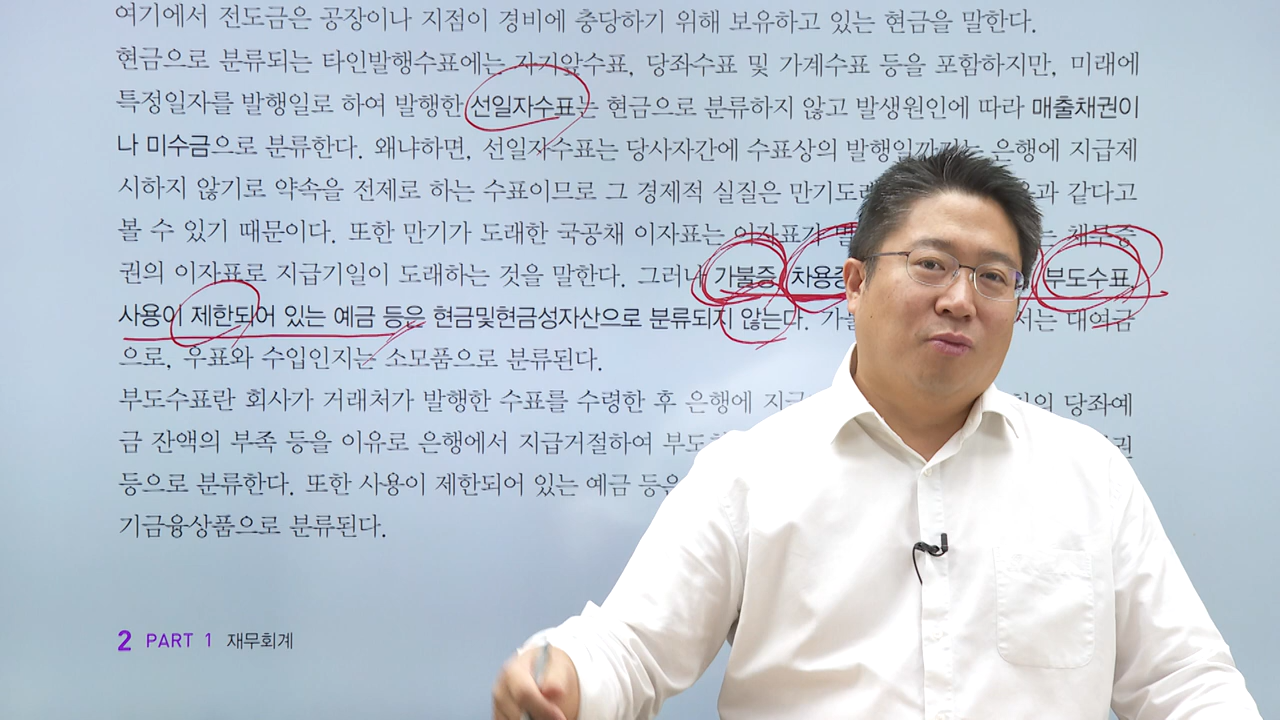 여기에서 전도금은 공장이나 지점이 경비에 충당하기 위해 보유하고 있는 현금을 말한다.
현금으로 분류되는 타인발행수표에는 자기앞수표, 당좌수표 및 가계수표 등을 포함하지만, 미래에
특정일자를 발행일로 하여 발행한 선일자수표는 현금으로 분류하지 않고 발생원인에 따라 매출채권이
나 미수금으로 분류한다. 왜냐하면, 선일자수표는 당사자간에 수표상의 발행일까지는 은행에 지급제
시하지 않기로 약속을 전제로 하는 수표이므로 그 경제적 실질은 만기도래 같다고
볼 수 있기 때문이다. 또한 만기가 도래한 국공채 이자표는 이자표가 채무증
권의 이자표로 지급기일이 도래하는 것을 말한다. 그러나 가불증, 차용증 부도수표,
사용이 제한되어 있는 예금 등은 현금및현금성자산으로 분류되지 않는다. 대여금
으로, 우표와 수입인지는 소모품으로 분류된다.
부도수표란 회사가 거래처가 발행한 수표를 수령한 후 은행에 당좌예
금 잔액의 부족 등을 이유로 은행에서 지급거절하여
등으로 분류한다. 또한 사용이 제한되어 있는 예금 등은
기금융상품으로 분류된다.
2 PART 1 재무회계